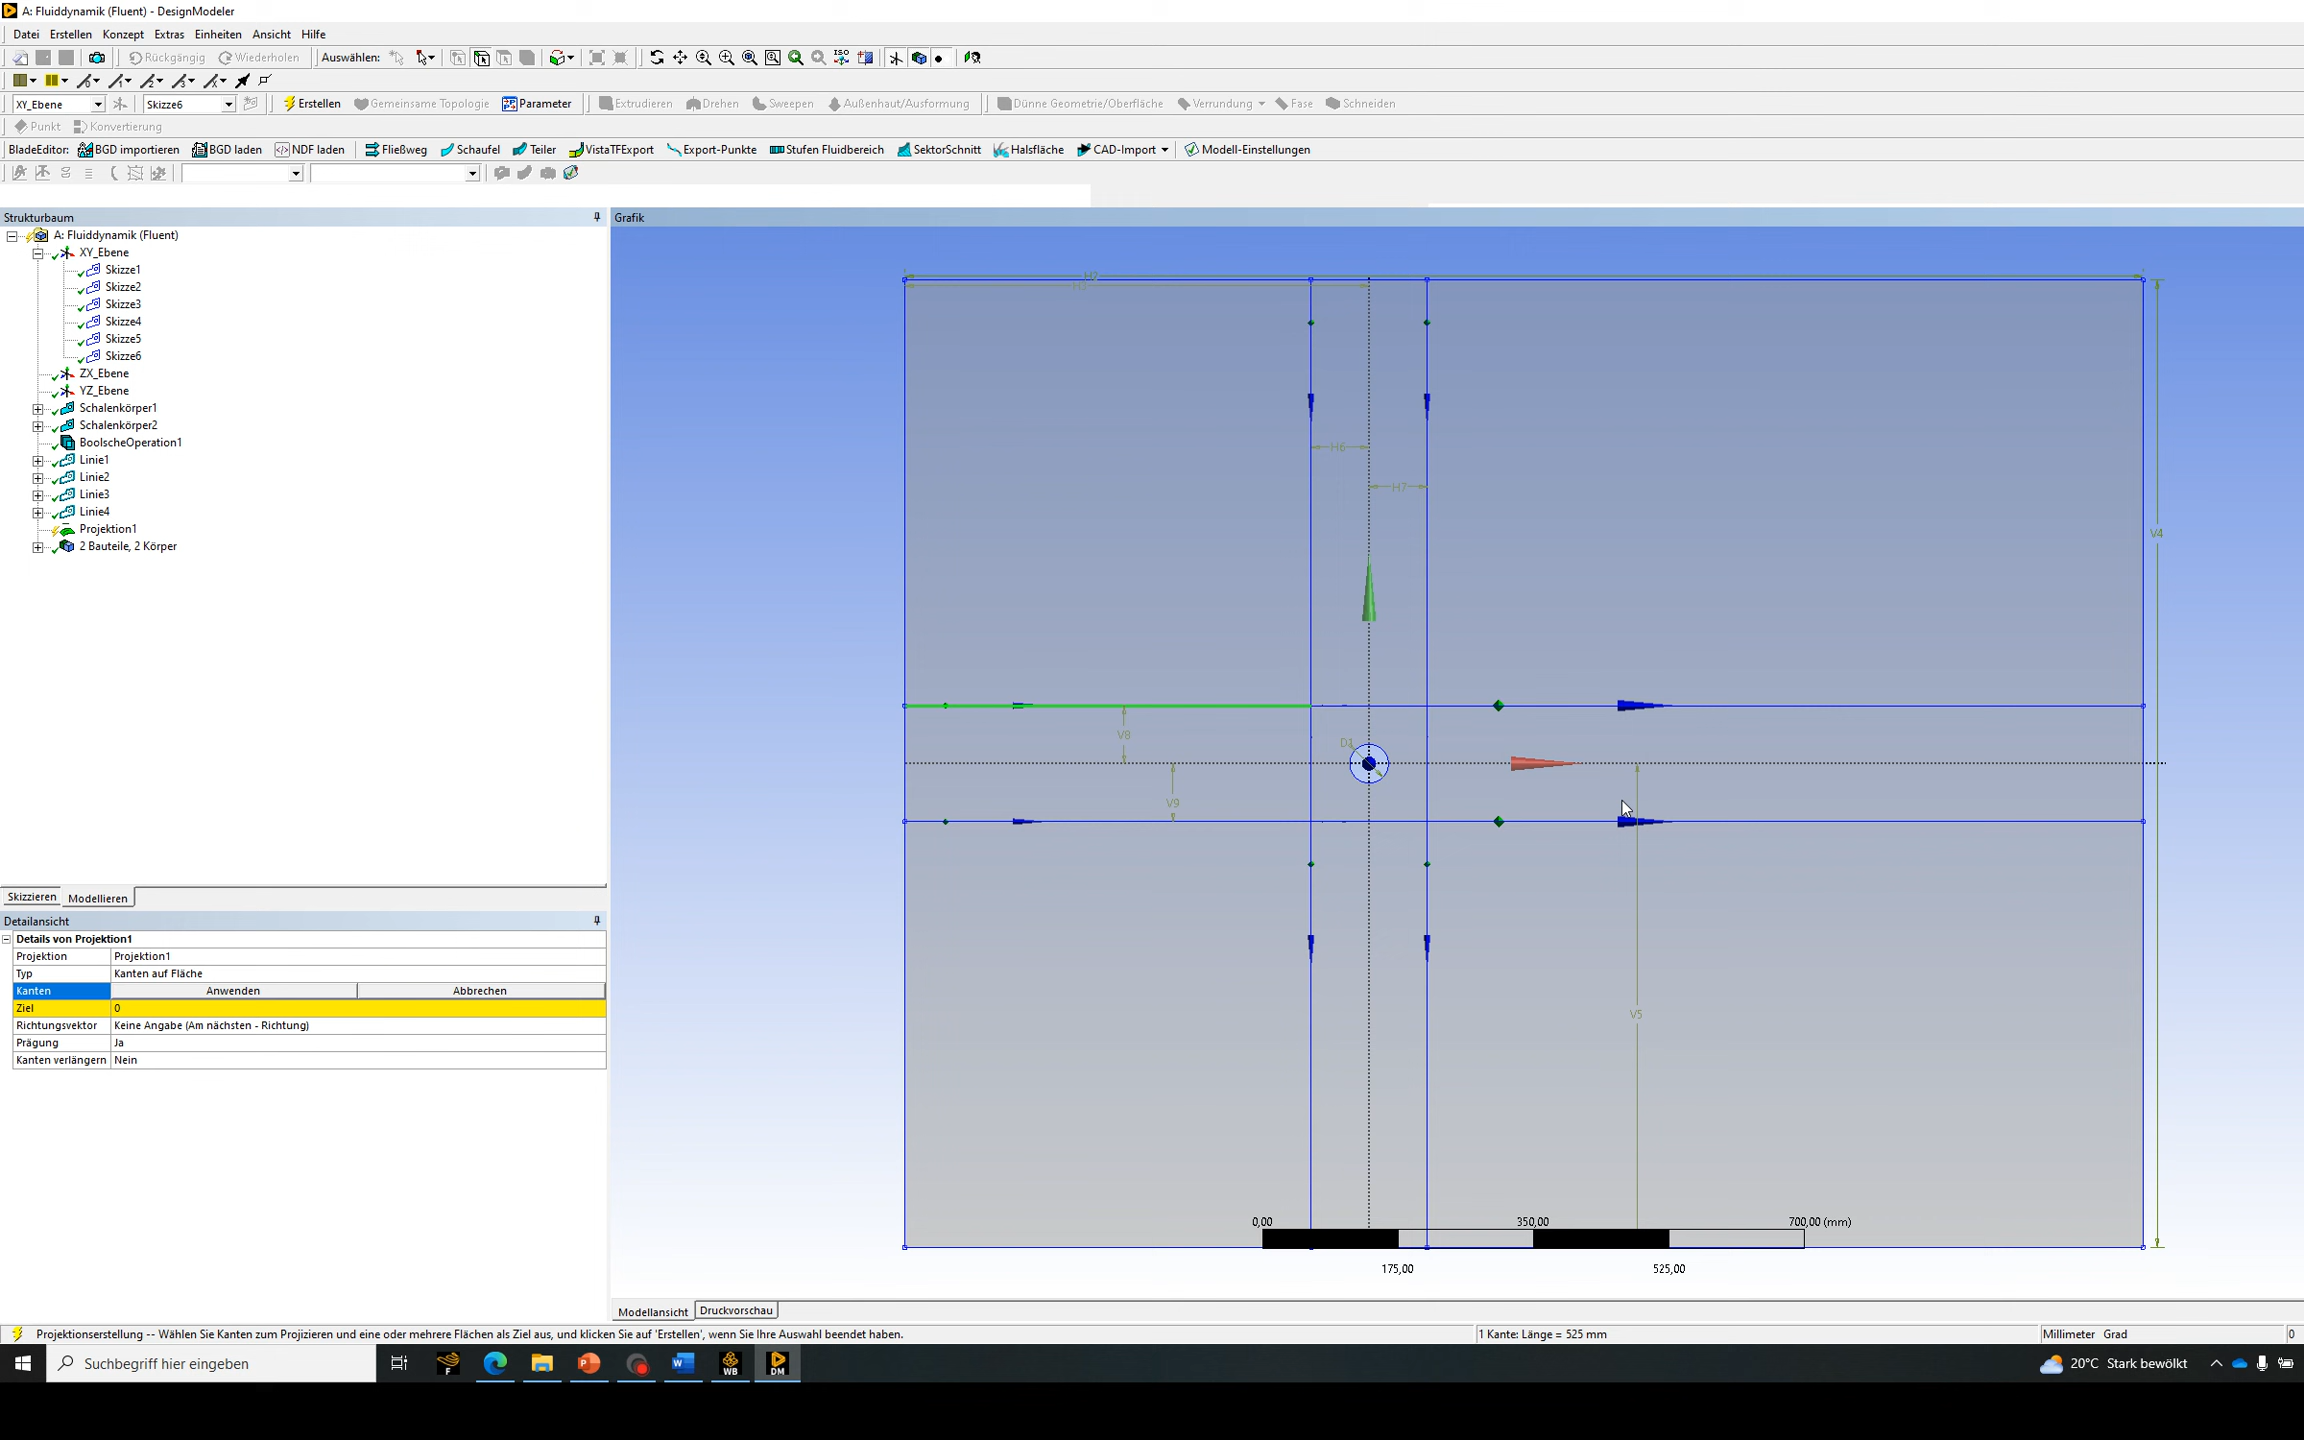 A: Fluiddynamik (Fluent) - DesignModeler
Datei Erstellen Konzept Extras Einheiten Ansicht Hilfe
Rückgängig Wiederholen Auswählen: ISO
XY_Ebene Skizze6 Erstellen Gemeinsame Topologie Parameter Extrudieren Drehen Sweepen Außenhaut/Ausformung Dünne Geometrie/Oberfläche Verrundung Fase Schneiden
Punkt Konvertierung
BladeEditor: BGD importieren BGD laden NDF laden Fließweg Schaufel Teiler VistaTFExport Export-Punkte Stufen Fluidbereich SektorSchnitt Halsfläche CAD-Import Modell-Einstellungen
Strukturbaum
A: Fluiddynamik (Fluent)
XY_Ebene
Skizze1
Skizze2
Skizze3
Skizze4
Skizze5
Skizze6
ZX_Ebene
YZ_Ebene
Schalenkörper1
Schalenkörper2
BoolscheOperation1
Linie1
Linie2
Linie3
Linie4
Projektion1
2 Bauteile, 2 Körper
Skizzieren Modellieren
Detailansicht
Details von Projektion1
Projektion Projektion1
Typ Kanten auf Fläche
Kanten Anwenden Abbrechen
Ziel 0
Richtungsvektor Keine Angabe (Am nächsten - Richtung)
Prägung Ja
Kanten verlängern Nein
Grafik
H2
H3
H6
H7
V4
V8
D1
V9
V5
0,00 350,00 700,00 (mm)
175,00 525,00
Modellansicht Druckvorschau
Projektionserstellung -- Wählen Sie Kanten zum Projizieren und eine oder mehrere Flächen als Ziel aus, und klicken Sie auf 'Erstellen', wenn Sie Ihre Auswahl beendet haben. 1 Kante: Länge = 525 mm Millimeter Grad 0
Suchbegriff hier eingeben F P W WB DM 20°C Stark bewölkt